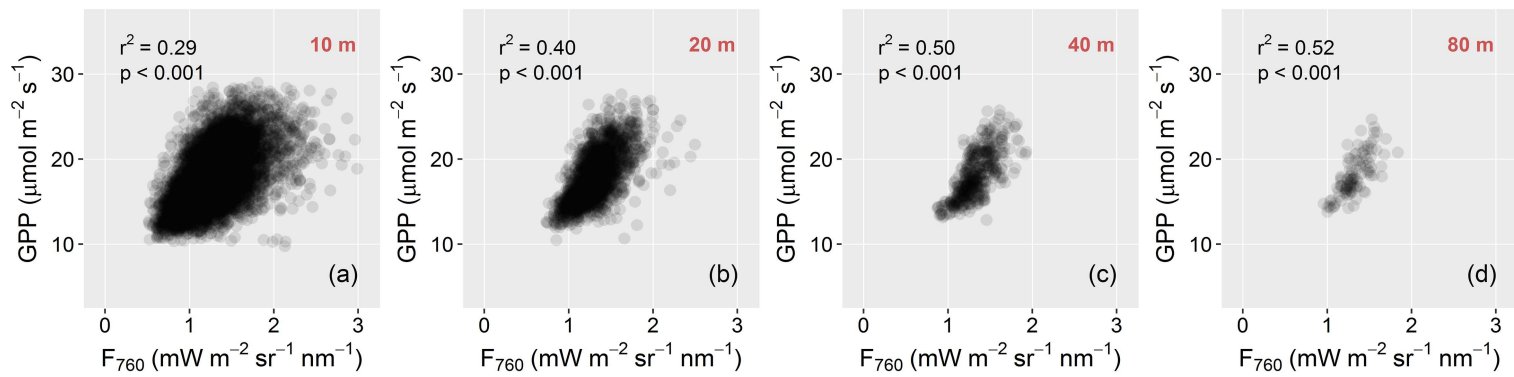 r² = 0.29
p < 0.001
10 m
30
20
10
GPP (μmol m⁻² s⁻¹)
(a)
0 1 2 3
F₇₆₀ (mW m⁻² sr⁻¹ nm⁻¹)
r² = 0.40
p < 0.001
20 m
30
20
10
GPP (μmol m⁻² s⁻¹)
(b)
0 1 2 3
F₇₆₀ (mW m⁻² sr⁻¹ nm⁻¹)
r² = 0.50
p < 0.001
40 m
30
20
10
GPP (μmol m⁻² s⁻¹)
(c)
0 1 2 3
F₇₆₀ (mW m⁻² sr⁻¹ nm⁻¹)
r² = 0.52
p < 0.001
80 m
30
20
10
GPP (μmol m⁻² s⁻¹)
(d)
0 1 2 3
F₇₆₀ (mW m⁻² sr⁻¹ nm⁻¹)